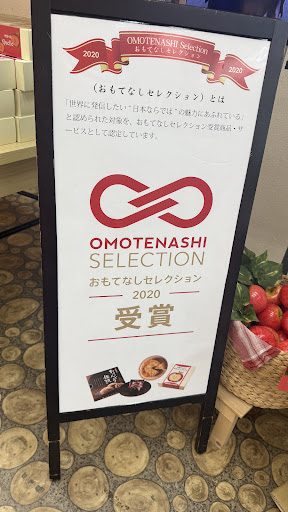 2020
OMOTENASHI Selection
おもてなしセレクション
2020
(おもてなしセレクション)とは
「世界に発信したい"日本ならでは"の魅力にあふれている」
と認められた対象を、おもてなしセレクション受賞商品・サ
ービスとして認定しています。
OMOTENASHI
SELECTION
おもてなしセレクション
2020
受賞